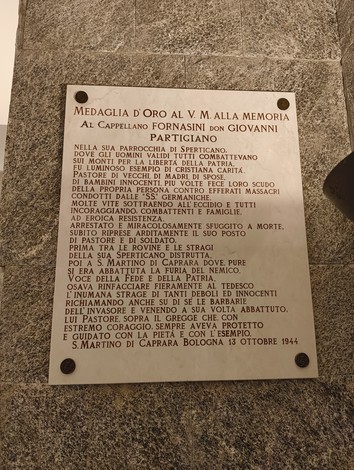 MEDAGLIA D'ORO AL V. M. ALLA MEMORIA
AL CAPPELLANO FORNASINI DON GIOVANNI
PARTIGIANO
NELLA SUA PARROCCHIA DI SPERTICANO,
DOVE GLI UOMINI VALIDI TUTTI COMBATTEVANO
SUI MONTI PER LA LIBERTÀ DELLA PATRIA,
FU LUMINOSO ESEMPIO DI CRISTIANA CARITÀ.
PASTORE DI VECCHI, DI MADRI, DI SPOSE,
DI BAMBINI INNOCENTI, PIÙ VOLTE FECE LORO SCUDO
DELLA PROPRIA PERSONA CONTRO EFFERATI MASSACRI
CONDOTTI DALLE "SS" GERMANICHE,
MOLTE VITE SOTTRAENDO ALL'ECCIDIO E TUTTI
INCORAGGIANDO, COMBATTENTI E FAMIGLIE,
AD EROICA RESISTENZA.
ARRESTATO E MIRACOLOSAMENTE SFUGGITO A MORTE,
SUBITO RIPRESE ARDITAMENTE IL SUO POSTO
DI PASTORE E DI SOLDATO,
PRIMA TRA LE ROVINE E LE STRAGI
DELLA SUA SPERTICANO DISTRUTTA,
POI A S. MARTINO DI CAPRARA DOVE, PURE
SI ERA ABBATTUTA LA FURIA DEL NEMICO.
VOCE DELLA FEDE E DELLA PATRIA,
OSAVA RINFACCIARE FIERAMENTE AL TEDESCO
L'INUMANA STRAGE DI TANTI DEBOLI ED INNOCENTI
RICHIAMANDO ANCHE SU DI SÉ LE BARBARIE
DELL'INVASORE E VENENDO A SUA VOLTA ABBATTUTO,
LUI PASTORE, SOPRA IL GREGGE CHE, CON
ESTREMO CORAGGIO, SEMPRE AVEVA PROTETTO
E GUIDATO CON LA PIETÀ E CON L'ESEMPIO.
S. MARTINO DI CAPRARA BOLOGNA 13 OTTOBRE 1944